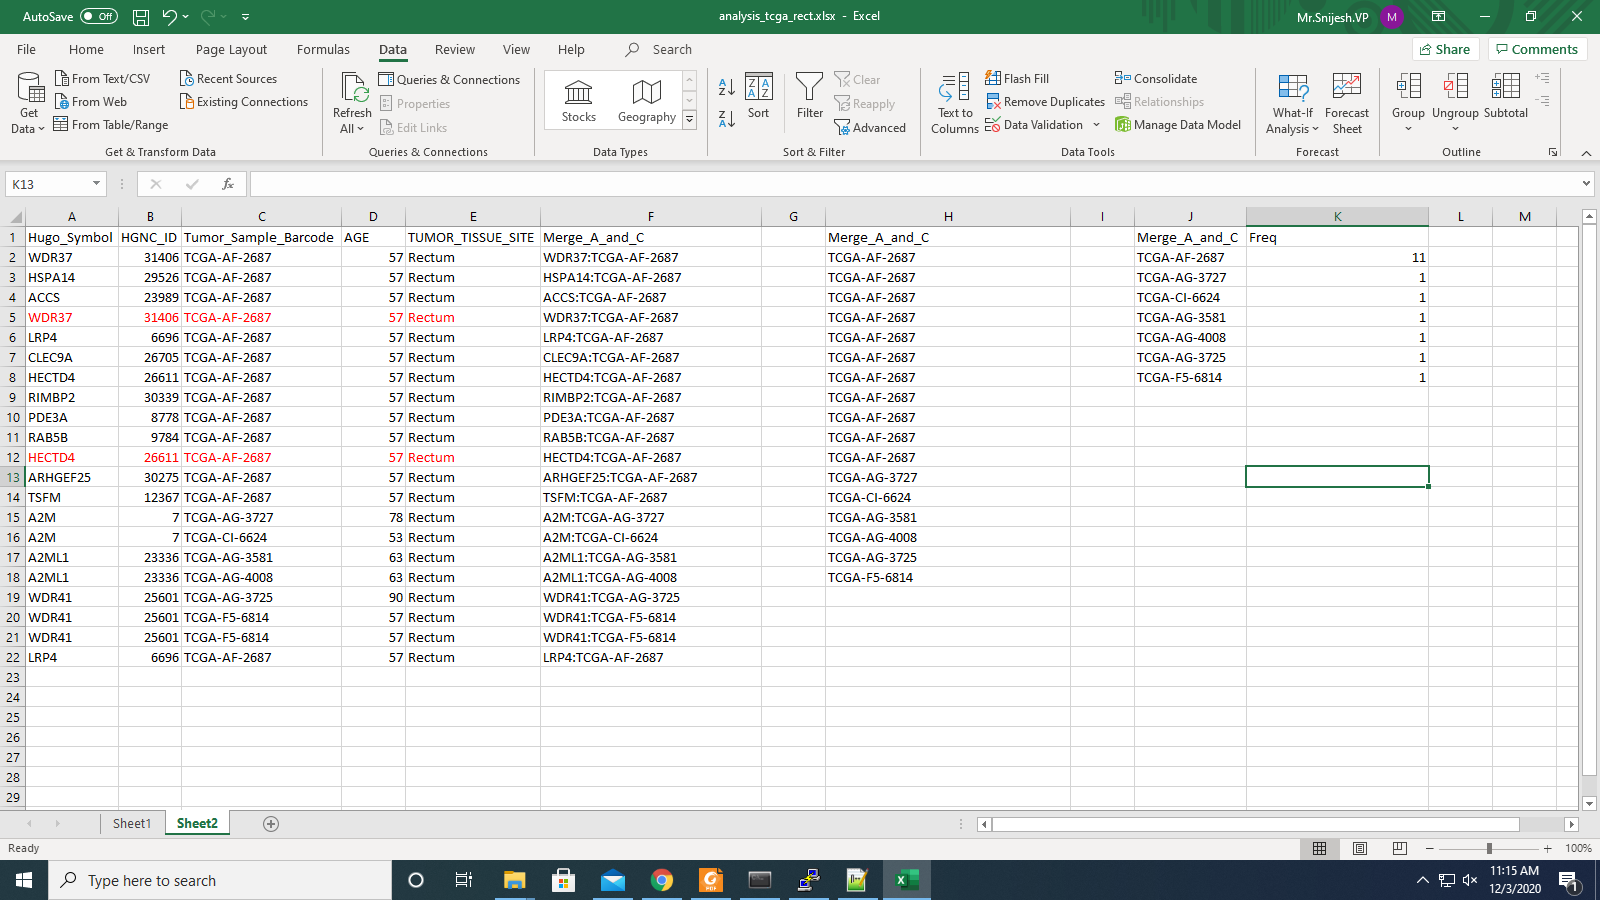 AutoSave Off analysis_tcga_rect.xlsx - Excel Mr.Snijesh.VP M
File Home Insert Page Layout Formulas Data Review View Help Search Share Comments
Get Data From Text/CSV From Web From Table/Range Recent Sources Existing Connections
Refresh All Queries & Connections Properties Edit Links
Stocks Geography
Sort Filter Clear Reapply Advanced
Text to Columns Flash Fill Remove Duplicates Data Validation Consolidate Relationships Manage Data Model
What-If Analysis Forecast Sheet Group Ungroup Subtotal
Get & Transform Data Queries & Connections Data Types Sort & Filter Data Tools Forecast Outline
K13 fx
A B C D E F G H I J K L M
1 Hugo_Symbol HGNC_ID Tumor_Sample_Barcode AGE TUMOR_TISSUE_SITE Merge_A_and_C Merge_A_and_C Merge_A_and_C Freq
2 WDR37 31406 TCGA-AF-2687 57 Rectum WDR37:TCGA-AF-2687 TCGA-AF-2687 TCGA-AF-2687 11
3 HSPA14 29526 TCGA-AF-2687 57 Rectum HSPA14:TCGA-AF-2687 TCGA-AF-2687 TCGA-AG-3727 1
4 ACCS 23989 TCGA-AF-2687 57 Rectum ACCS:TCGA-AF-2687 TCGA-AF-2687 TCGA-CI-6624 1
5 WDR37 31406 TCGA-AF-2687 57 Rectum WDR37:TCGA-AF-2687 TCGA-AF-2687 TCGA-AG-3581 1
6 LRP4 6696 TCGA-AF-2687 57 Rectum LRP4:TCGA-AF-2687 TCGA-AF-2687 TCGA-AG-4008 1
7 CLEC9A 26705 TCGA-AF-2687 57 Rectum CLEC9A:TCGA-AF-2687 TCGA-AF-2687 TCGA-AG-3725 1
8 HECTD4 26611 TCGA-AF-2687 57 Rectum HECTD4:TCGA-AF-2687 TCGA-AF-2687 TCGA-F5-6814 1
9 RIMBP2 30339 TCGA-AF-2687 57 Rectum RIMBP2:TCGA-AF-2687 TCGA-AF-2687
10 PDE3A 8778 TCGA-AF-2687 57 Rectum PDE3A:TCGA-AF-2687 TCGA-AF-2687
11 RAB5B 9784 TCGA-AF-2687 57 Rectum RAB5B:TCGA-AF-2687 TCGA-AF-2687
12 HECTD4 26611 TCGA-AF-2687 57 Rectum HECTD4:TCGA-AF-2687 TCGA-AF-2687
13 ARHGEF25 30275 TCGA-AF-2687 57 Rectum ARHGEF25:TCGA-AF-2687 TCGA-AG-3727
14 TSFM 12367 TCGA-AF-2687 57 Rectum TSFM:TCGA-AF-2687 TCGA-CI-6624
15 A2M 7 TCGA-AG-3727 78 Rectum A2M:TCGA-AG-3727 TCGA-AG-3581
16 A2M 7 TCGA-CI-6624 53 Rectum A2M:TCGA-CI-6624 TCGA-AG-4008
17 A2ML1 23336 TCGA-AG-3581 63 Rectum A2ML1:TCGA-AG-3581 TCGA-AG-3725
18 A2ML1 23336 TCGA-AG-4008 63 Rectum A2ML1:TCGA-AG-4008 TCGA-F5-6814
19 WDR41 25601 TCGA-AG-3725 90 Rectum WDR41:TCGA-AG-3725
20 WDR41 25601 TCGA-F5-6814 57 Rectum WDR41:TCGA-F5-6814
21 WDR41 25601 TCGA-F5-6814 57 Rectum WDR41:TCGA-F5-6814
22 LRP4 6696 TCGA-AF-2687 57 Rectum LRP4:TCGA-AF-2687
23
24
25
26
27
28
29
Sheet1 Sheet2
Ready 100%
Type here to search 11:15 AM
12/3/2020 1